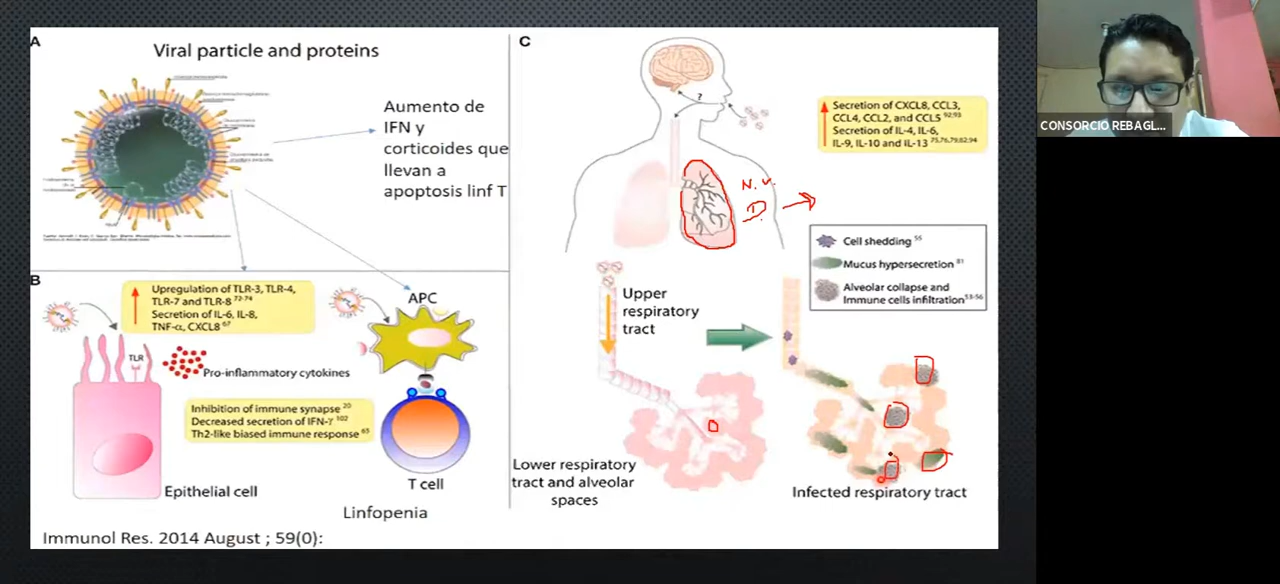 A
Viral particle and proteins
Aumento de
IFN y
corticoides que
llevan a
apoptosis linf T
B
Upregulation of TLR-3, TLR-4,
TLR-7 and TLR-8 72-74
Secretion of IL-6, IL-8,
TNF-α, CXCL8 67
APC
TLR
Pro-inflammatory cytokines
Inhibition of immune synapse 20
Decreased secretion of IFN-γ 102
Th2-like biased immune response 65
Epithelial cell
T cell
Linfopenia
Immunol Res. 2014 August ; 59(0):
C
?
Secretion of CXCL8, CCL3,
CCL4, CCL2, and CCL5 92,93
Secretion of IL-4, IL-6,
IL-9, IL-10 and IL-13 75,76,79,82,94
N.V.
D.
Cell shedding 55
Mucus hypersecretion 81
Alveolar collapse and
Immune cells infiltration 53-56
Upper
respiratory
tract
Lower respiratory
tract and alveolar
spaces
Infected respiratory tract
CONSORCIO REBAGL...